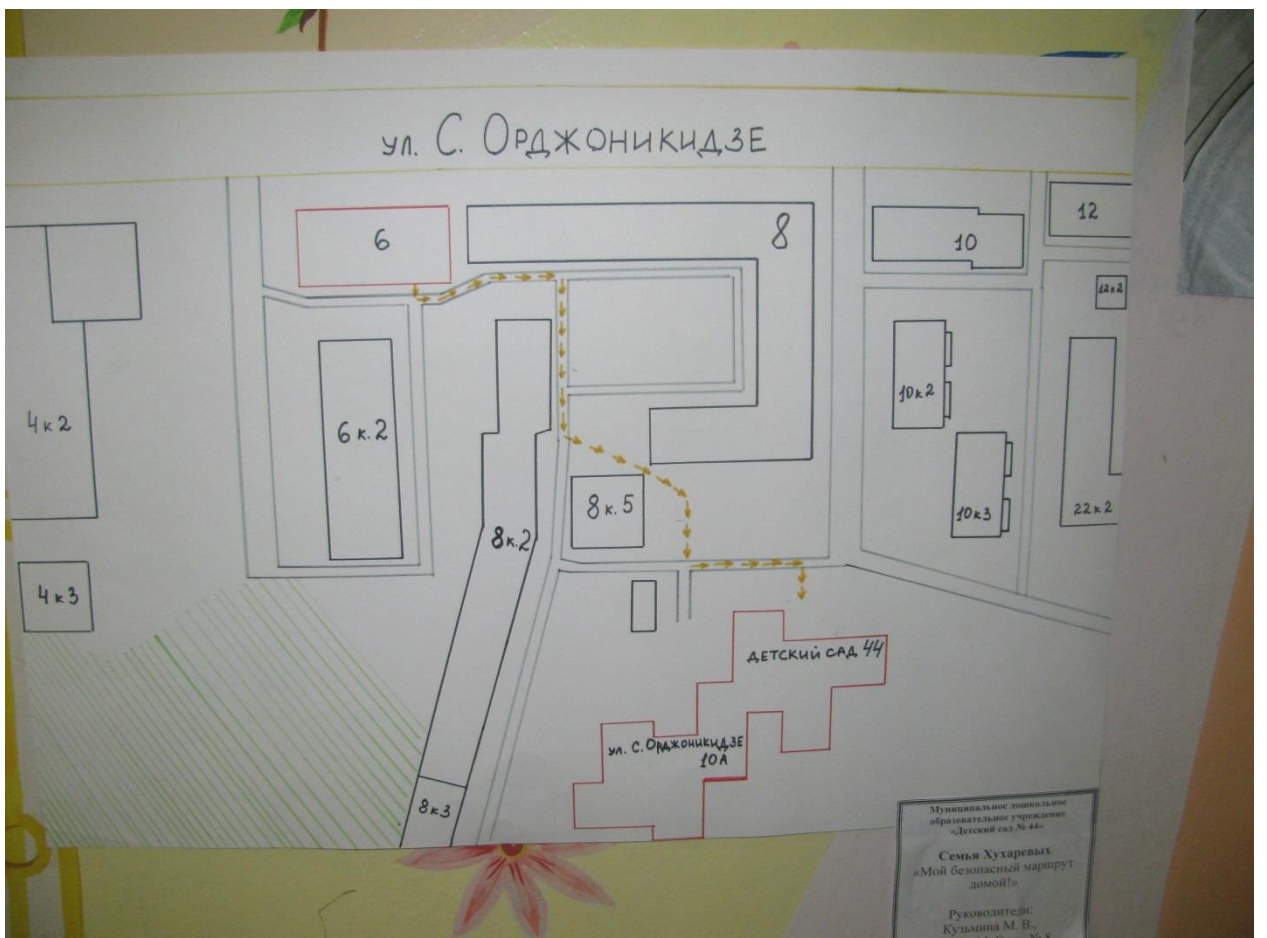 ул. С. ОРДЖОНИКИДЗЕ
6
8
10
12
12к2
4к2
6 к. 2
10к2
8 к. 5
10к3
22к2
8к.2
4к3
ДЕТСКИЙ САД 44
ул. С. ОРДЖОНИКИДЗЕ
10А
8к3
Муниципальное дошкольное
образовательное учреждение
«Детский сад № 44»
Семья Хухаревых
«Мой безопасный маршрут
домой!»
Руководители:
Кузьмина М. В.,